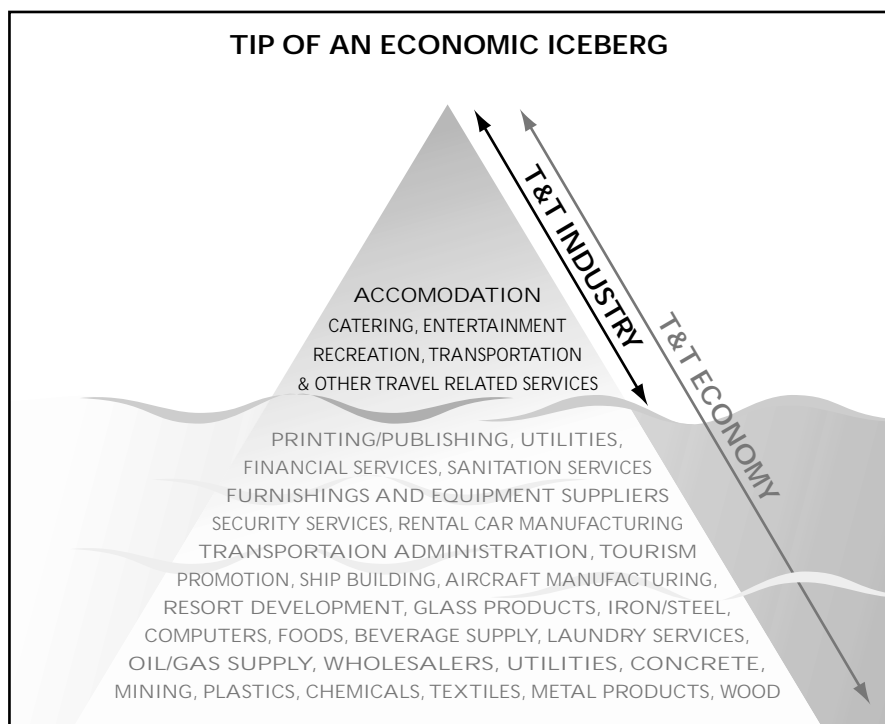 TIP OF AN ECONOMIC ICEBERG
T&T INDUSTRY
T&T ECONOMY
ACCOMODATION
CATERING, ENTERTAINMENT
RECREATION, TRANSPORTATION
& OTHER TRAVEL RELATED SERVICES
PRINTING/PUBLISHING, UTILITIES,
FINANCIAL SERVICES, SANITATION SERVICES
FURNISHINGS AND EQUIPMENT SUPPLIERS
SECURITY SERVICES, RENTAL CAR MANUFACTURING
TRANSPORTAION ADMINISTRATION, TOURISM
PROMOTION, SHIP BUILDING, AIRCRAFT MANUFACTURING,
RESORT DEVELOPMENT, GLASS PRODUCTS, IRON/STEEL,
COMPUTERS, FOODS, BEVERAGE SUPPLY, LAUNDRY SERVICES,
OIL/GAS SUPPLY, WHOLESALERS, UTILITIES, CONCRETE,
MINING, PLASTICS, CHEMICALS, TEXTILES, METAL PRODUCTS, WOOD